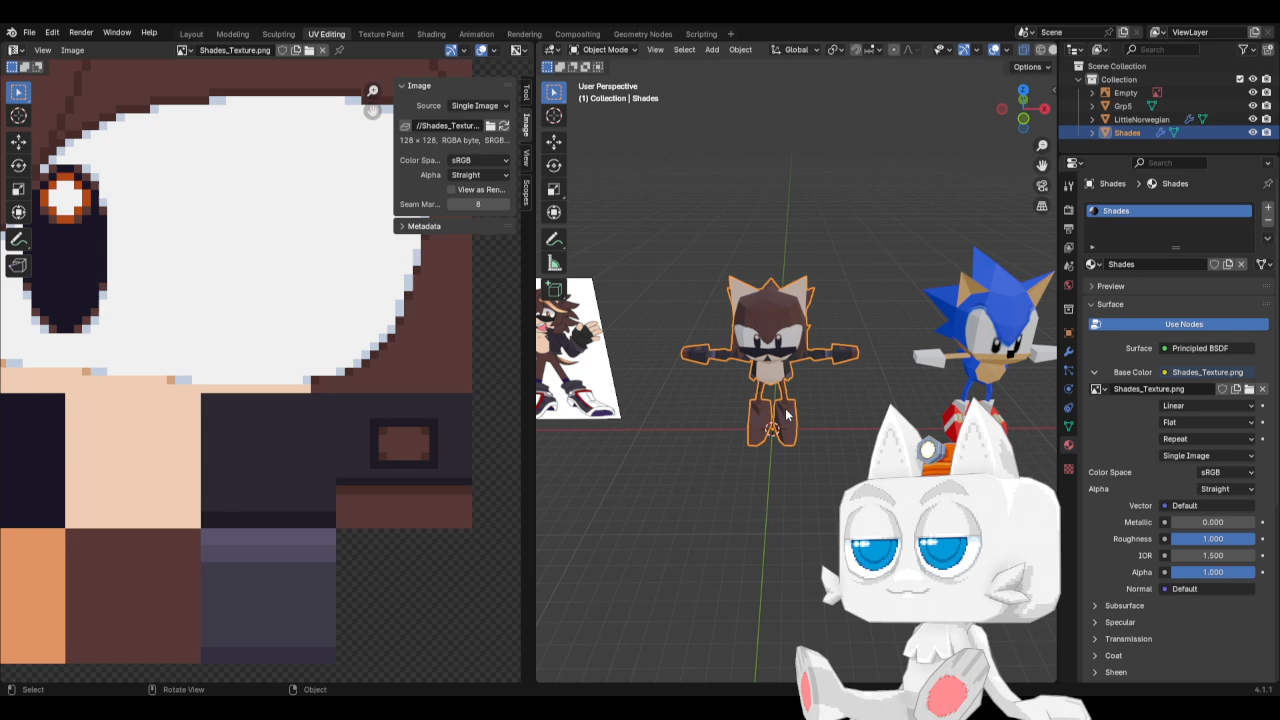 File Edit Render Window Help Layout Modeling Sculpting UV Editing Texture Paint Shading Animation Rendering Compositing Geometry Nodes Scripting + Scene ViewLayer
View Image Shades_Texture.png Object Mode View Select Add Object Global Search
Options
Scene Collection
Collection
Empty
Grp5
LittleNorwegian
Shades
Image
Source Single Image
//Shades_Textur...
128 × 128, RGBA byte, SRGB...
Color Spa... sRGB
Alpha Straight
View as Ren...
Seam Mar... 8
Metadata
Tool
Image
View
Scopes
User Perspective
(1) Collection | Shades
Z
X
Search
Shades Shades
Shades
Shades
Preview
Surface
Use Nodes
Surface Principled BSDF
Base Color Shades_Texture.png
Shades_Texture.png
Linear
Flat
Repeat
Single Image
Color Space sRGB
Alpha Straight
Vector Default
Metallic 0.000
Roughness 1.000
IOR 1.500
Alpha 1.000
Normal Default
Subsurface
Specular
Transmission
Coat
Sheen
Select Rotate View Object 4.1.1